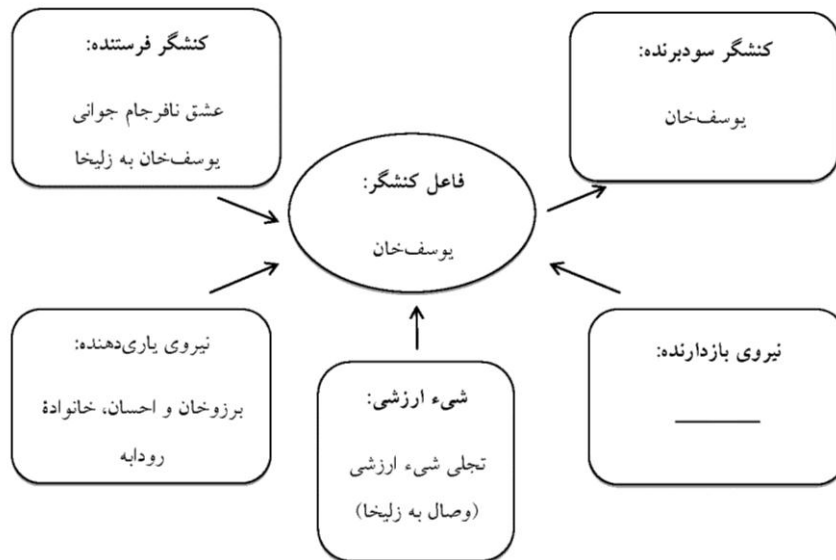 کنشگر فرستنده:
عشق نافرجام جوانی
یوسف‌خان به زلیخا
کنشگر سودبرنده:
یوسف‌خان
فاعل کنشگر:
یوسف‌خان
نیروی یاری‌دهنده:
برزوخان و احسان، خانوادهٔ
رودابه
شیء ارزشی:
تجلی شیء ارزشی
(وصال به زلیخا)
نیروی بازدارنده: